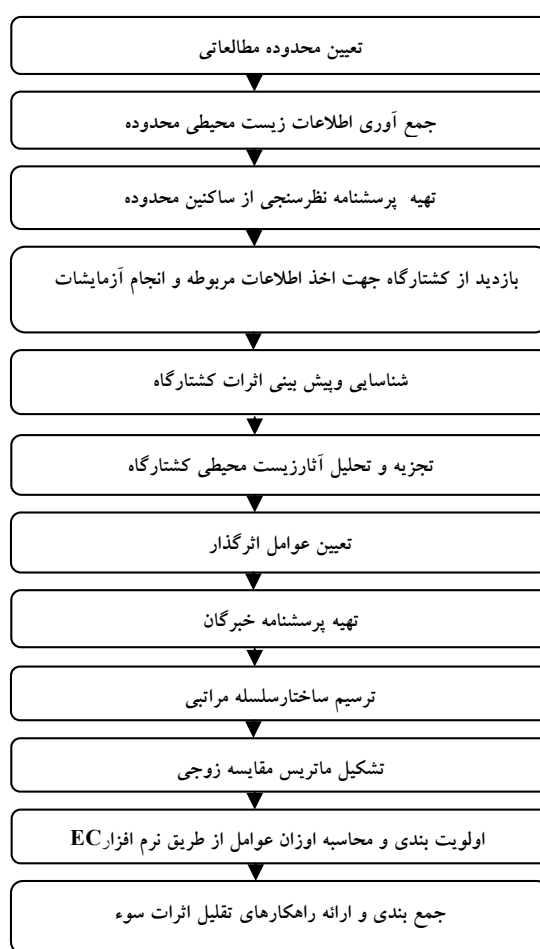 تعیین محدوده مطالعاتی
جمع آوری اطلاعات زیست محیطی محدوده
تهیه پرسشنامه نظرسنجی از ساکنین محدوده
بازدید از کشتارگاه جهت اخذ اطلاعات مربوطه و انجام آزمایشات
شناسایی وپیش بینی اثرات کشتارگاه
تجزیه و تحلیل آثارزیست محیطی کشتارگاه
تعیین عوامل اثرگذار
تهیه پرسشنامه خبرگان
ترسیم ساختارسلسله مراتبی
تشکیل ماتریس مقایسه زوجی
اولویت بندی و محاسبه اوزان عوامل از طریق نرم افزارEC
جمع بندی و ارائه راهکارهای تقلیل اثرات سوء